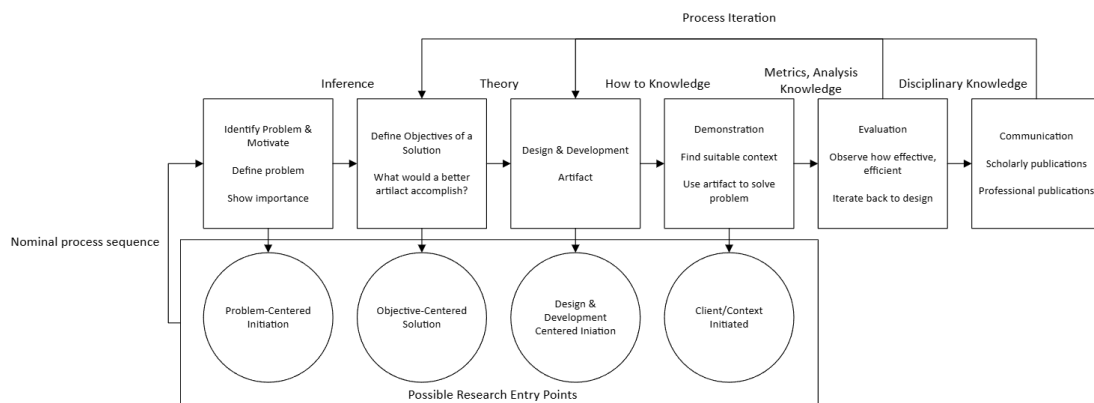 Process Iteration
Inference
Theory
How to Knowledge
Metrics, Analysis
Knowledge
Disciplinary Knowledge
Identify Problem &
Motivate
Define problem
Show importance
Define Objectives of a
Solution
What would a better
artilact accomplish?
Design & Development
Artifact
Demonstration
Find suitable context
Use artifact to solve
problem
Evaluation
Observe how effective,
efficient
Iterate back to design
Communication
Scholarly publications
Professional publications
Nominal process sequence
Problem-Centered
Initiation
Objective-Centered
Solution
Design &
Development
Centered Iniation
Client/Context
Initiated
Possible Research Entry Points